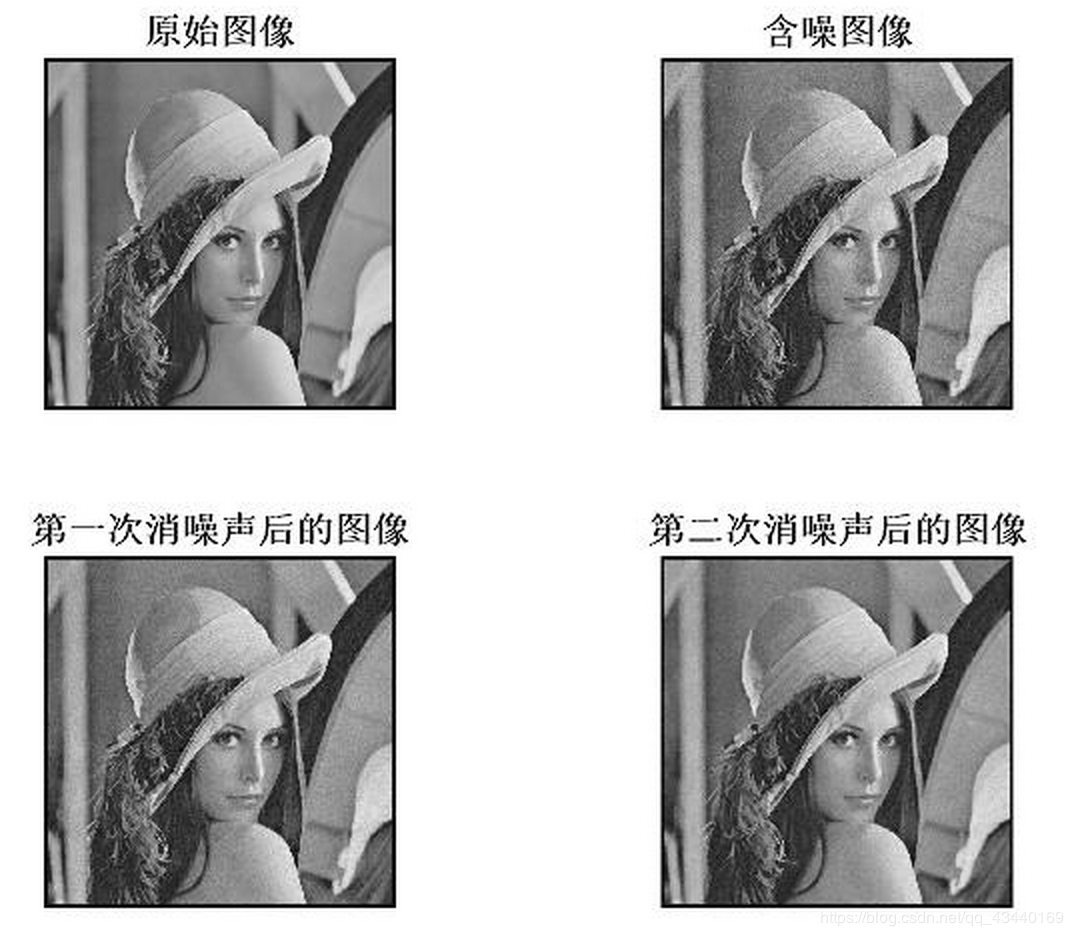 原始图像
含噪图像
第一次消噪声后的图像
第二次消噪声后的图像
https://blog.csdn.net/qq_43440169